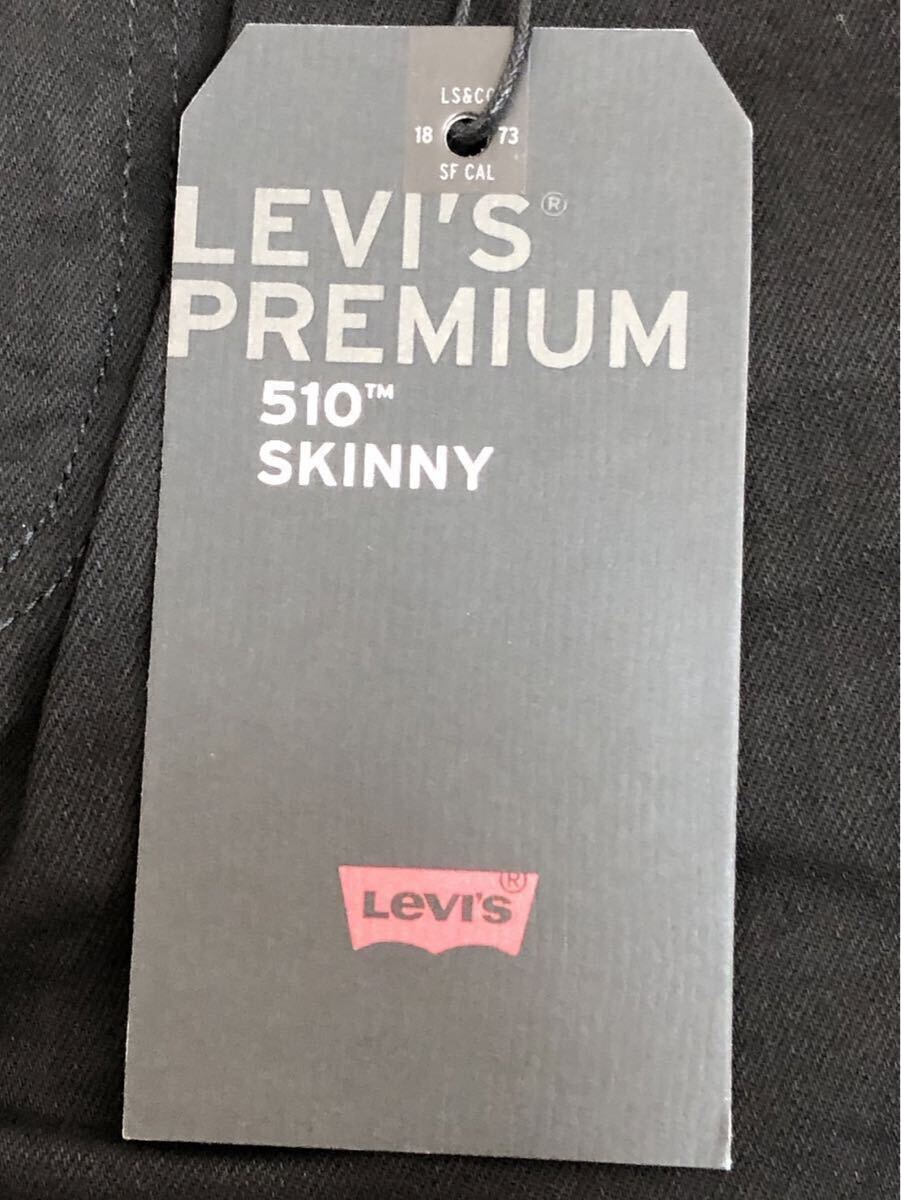 LS&CO
18 73
SF CAL
LEVI'S®
PREMIUM
510™
SKINNY
Levi's®